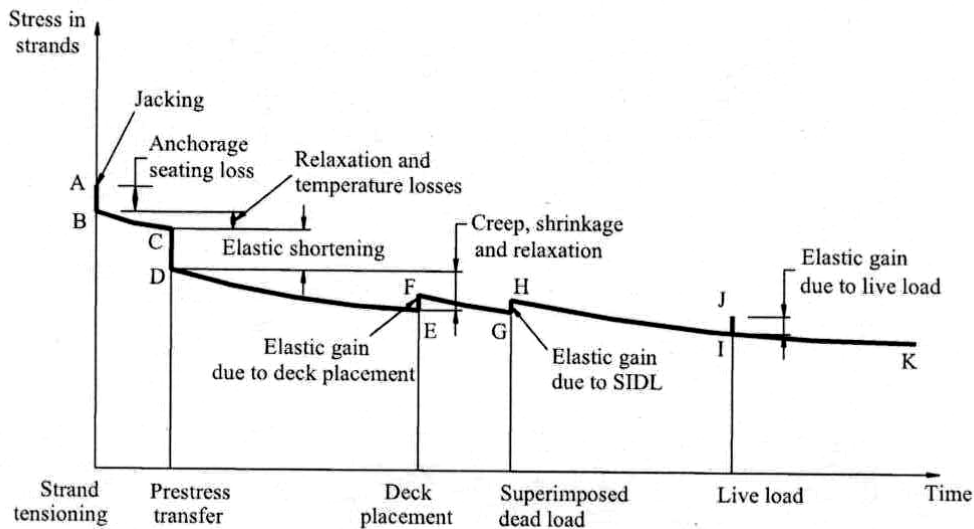 Stress in
strands
Jacking
Anchorage
seating loss
Relaxation and
temperature losses
A
B
C
Elastic shortening
Creep, shrinkage
and relaxation
D
F
H
E
G
Elastic gain
due to live load
J
I
K
Elastic gain
due to deck placement
Elastic gain
due to SIDL
Strand
tensioning
Prestress
transfer
Deck
placement
Superimposed
dead load
Live load
Time